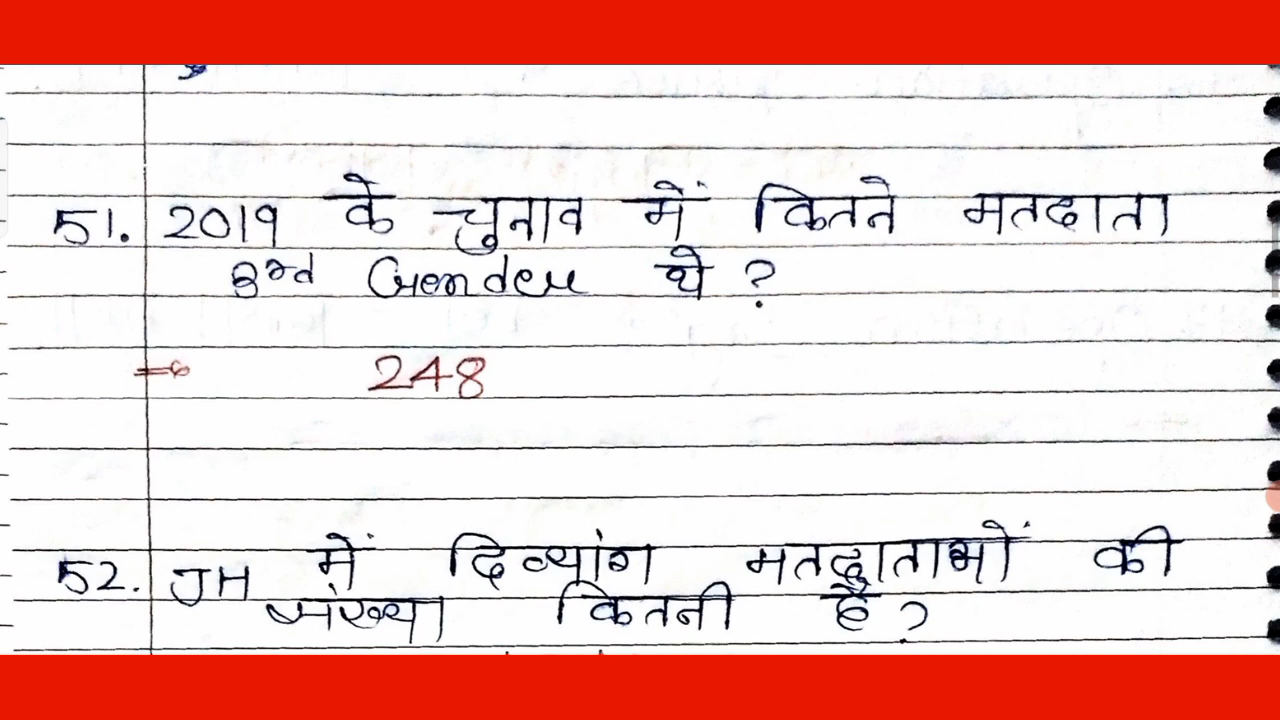 51. 2019 के चुनाव में कितने मतदाता
3rd Gender थे ?
⇒ 248
52. JH में दिव्यांग मतदाताओं की
संख्या कितनी है ?